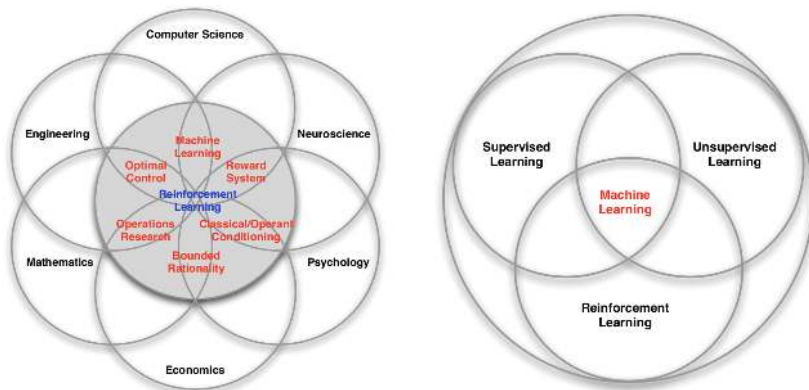 Computer Science
Engineering
Neuroscience
Machine
Learning
Optimal
Control
Reward
System
Reinforcement
Learning
Operations
Research
Classical/Operant
Conditioning
Bounded
Rationality
Mathematics
Psychology
Economics
Supervised
Learning
Unsupervised
Learning
Machine
Learning
Reinforcement
Learning